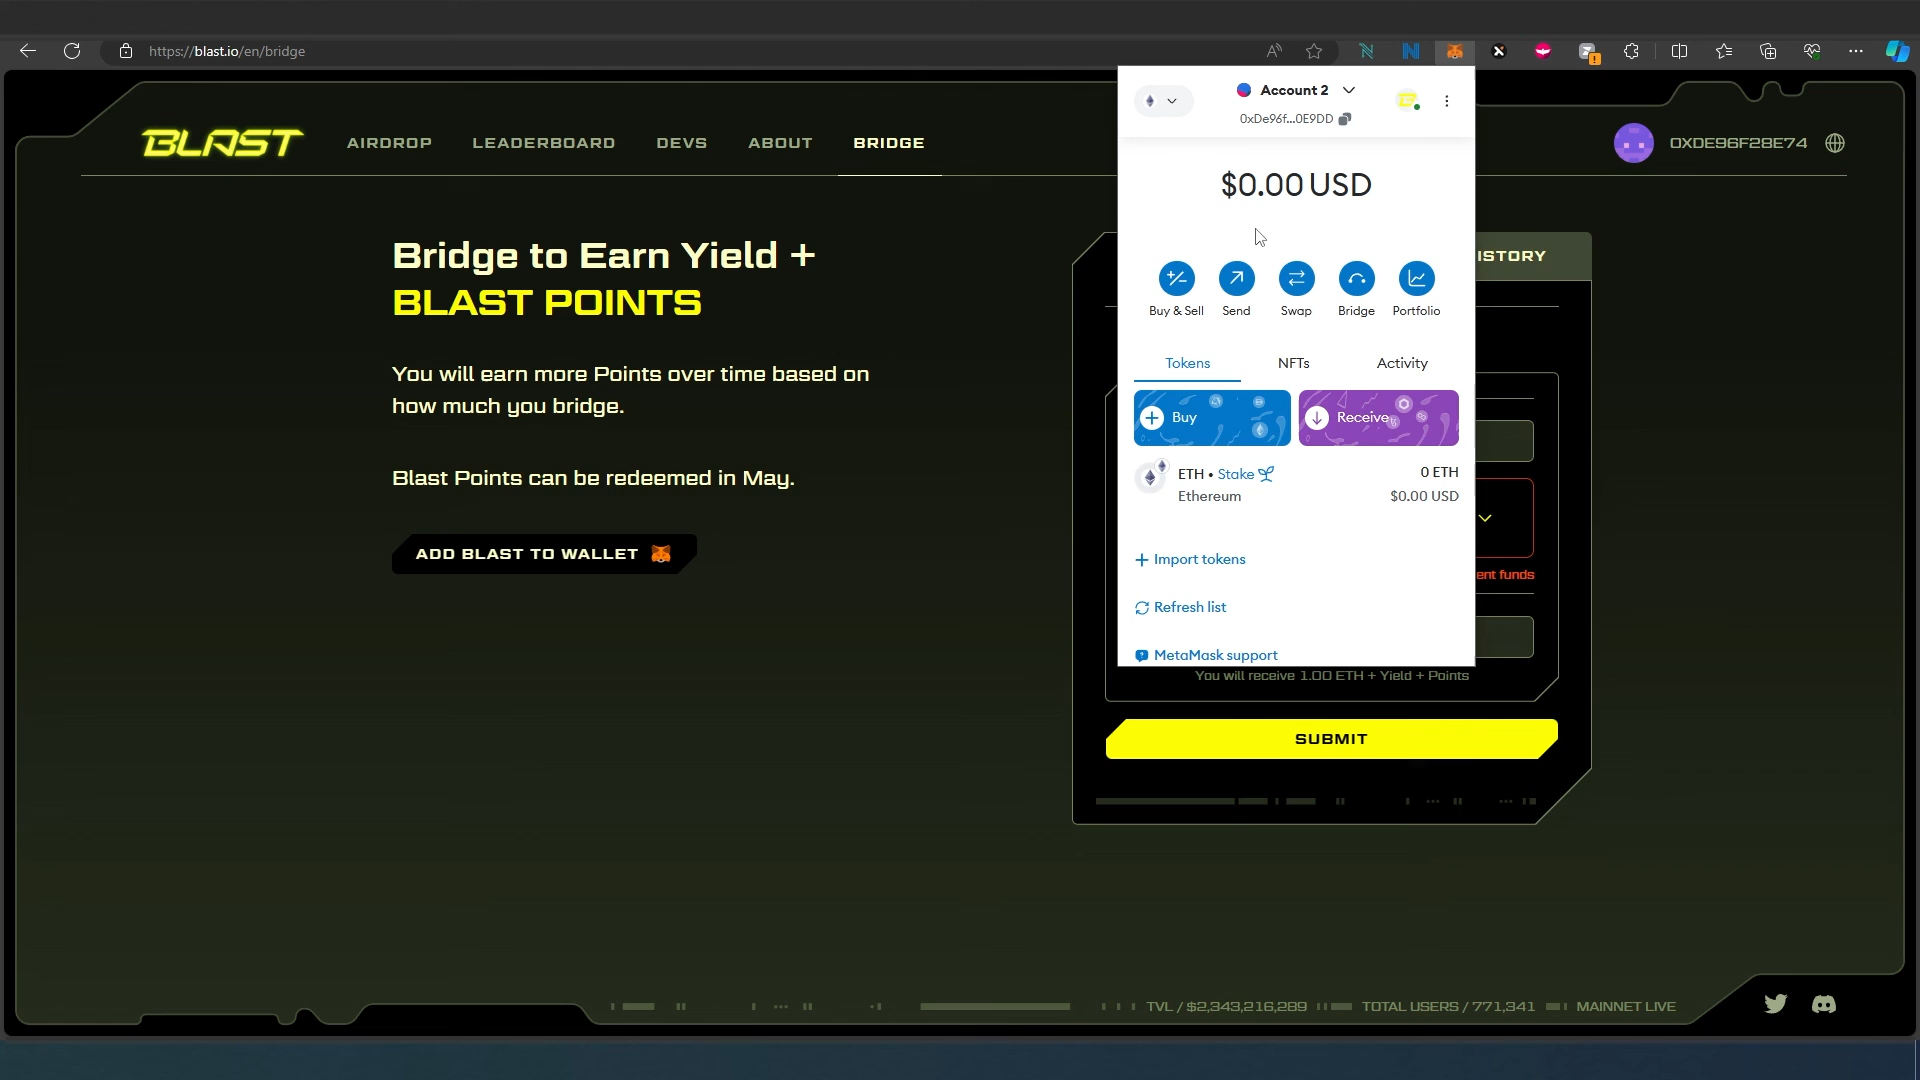 https://blast.io/en/bridge
BLAST
AIRDROP
LEADERBOARD
DEVS
ABOUT
BRIDGE
0XDE96F28E74
Bridge to Earn Yield +
BLAST POINTS
You will earn more Points over time based on
how much you bridge.
Blast Points can be redeemed in May.
ADD BLAST TO WALLET
Account 2
0xDe96f...0E9DD
$0.00 USD
Buy & Sell
Send
Swap
Bridge
Portfolio
Tokens
NFTs
Activity
Buy
Receive
ETH • Stake
0 ETH
Ethereum
$0.00 USD
Import tokens
Refresh list
MetaMask support
ISTORY
ent funds
You will receive 1.00 ETH + Yield + Points
SUBMIT
TVL / $2,343,216,289
TOTAL USERS / 771,341
MAINNET LIVE